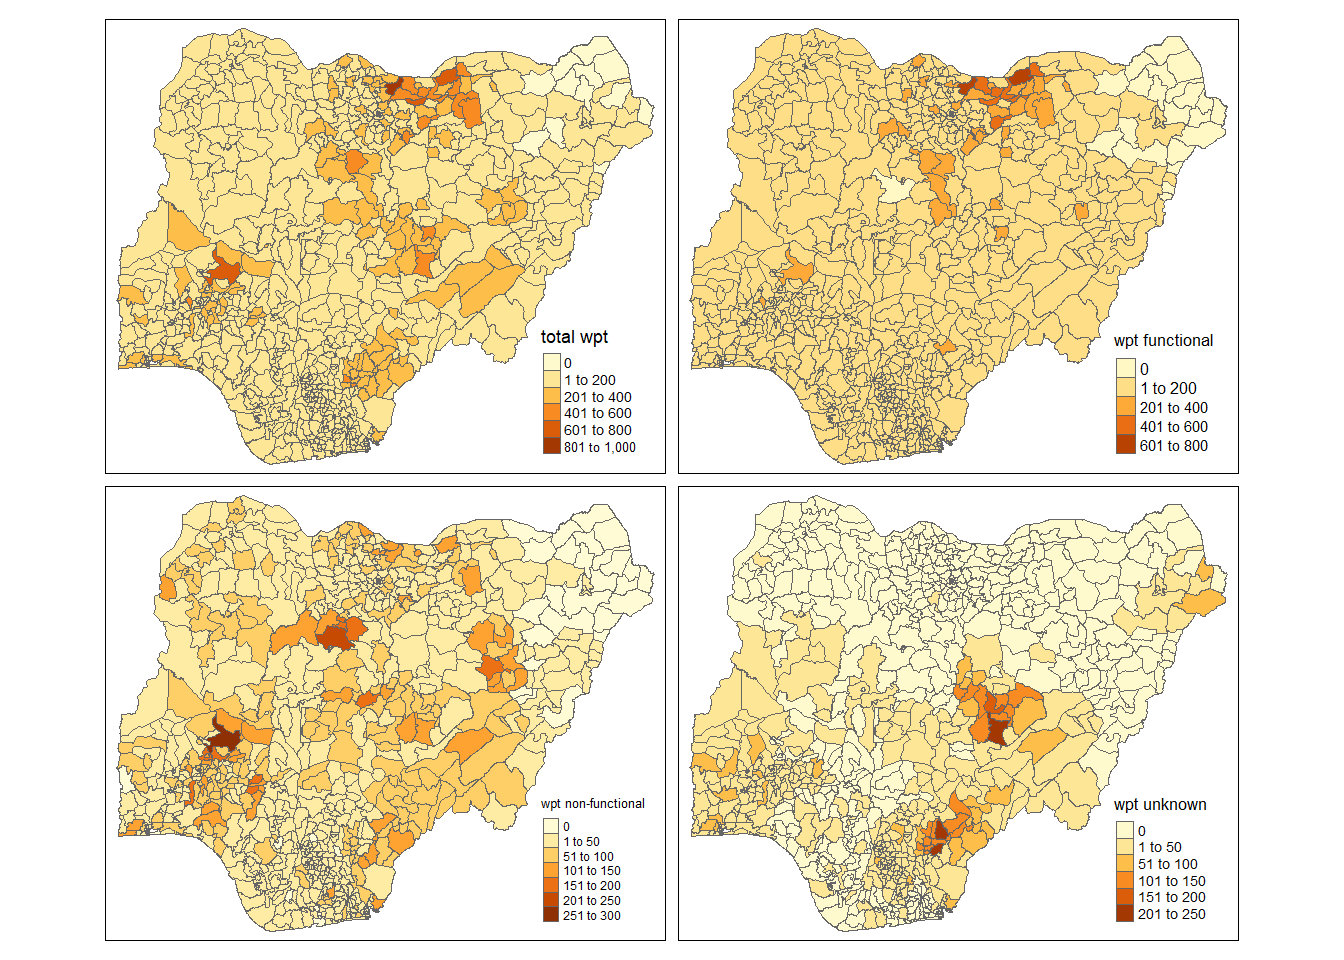 total wpt
0
1 to 200
201 to 400
401 to 600
601 to 800
801 to 1,000
wpt functional
0
1 to 200
201 to 400
401 to 600
601 to 800
wpt non-functional
0
1 to 50
51 to 100
101 to 150
151 to 200
201 to 250
251 to 300
wpt unknown
0
1 to 50
51 to 100
101 to 150
151 to 200
201 to 250